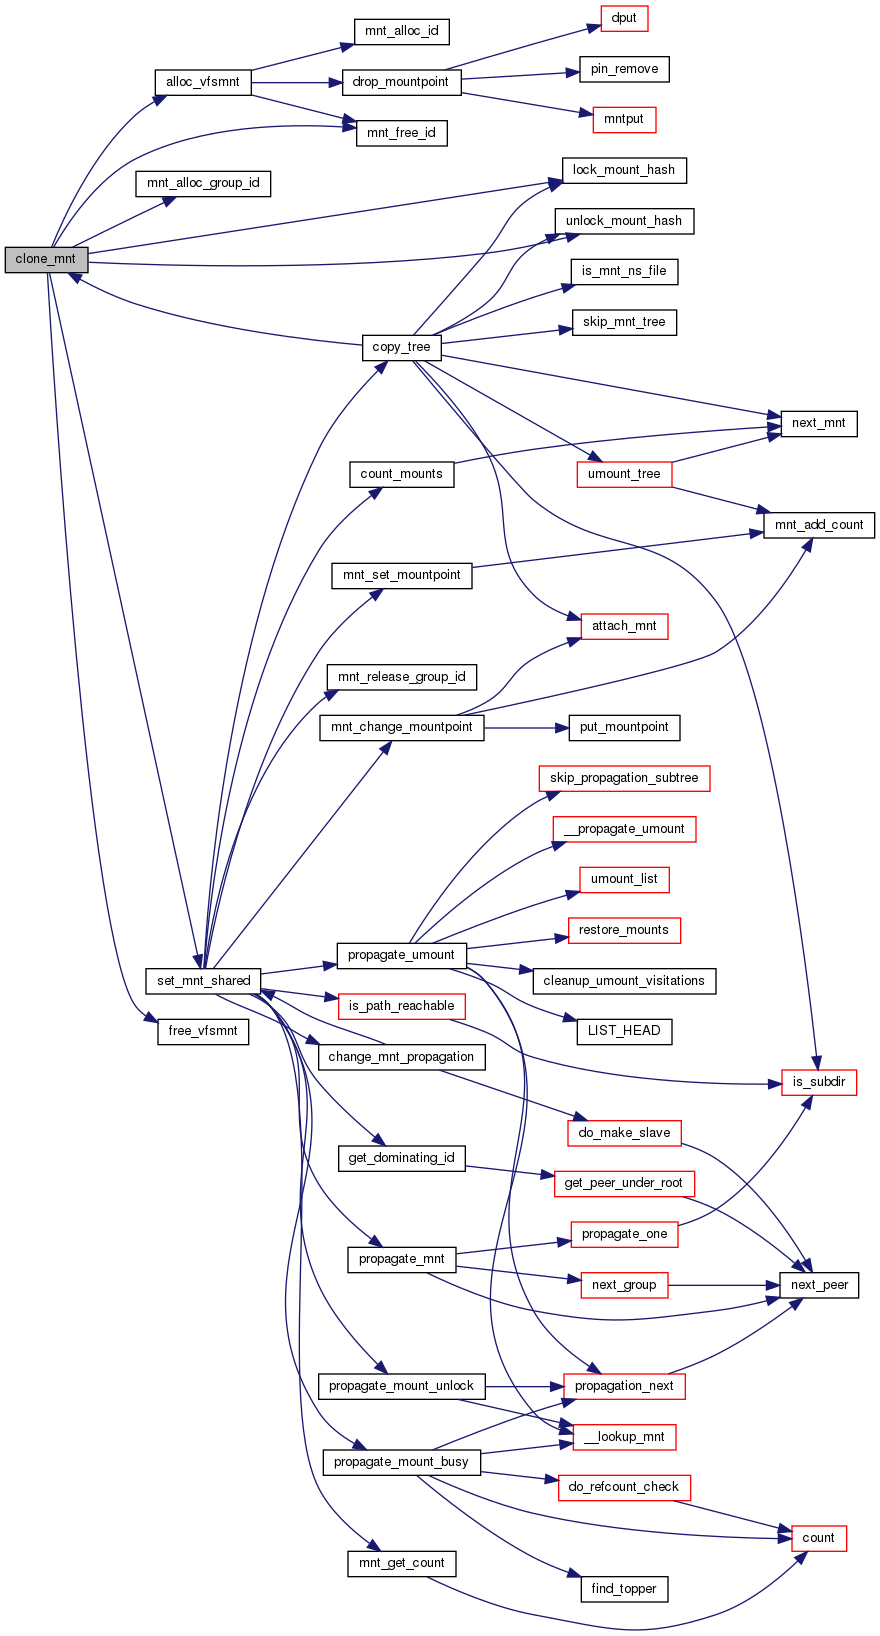 dput
mnt_alloc_id
pin_remove
alloc_vfsmnt
drop_mountpoint
mntput
mnt_free_id
lock_mount_hash
mnt_alloc_group_id
unlock_mount_hash
clone_mnt
is_mnt_ns_file
skip_mnt_tree
copy_tree
next_mnt
count_mounts
umount_tree
mnt_add_count
mnt_set_mountpoint
attach_mnt
mnt_release_group_id
mnt_change_mountpoint
put_mountpoint
skip_propagation_subtree
__propagate_umount
umount_list
restore_mounts
propagate_umount
set_mnt_shared
cleanup_umount_visitations
is_path_reachable
free_vfsmnt
LIST_HEAD
change_mnt_propagation
is_subdir
do_make_slave
get_dominating_id
get_peer_under_root
propagate_one
propagate_mnt
next_group
next_peer
propagate_mount_unlock
propagation_next
__lookup_mnt
propagate_mount_busy
do_refcount_check
count
mnt_get_count
find_topper